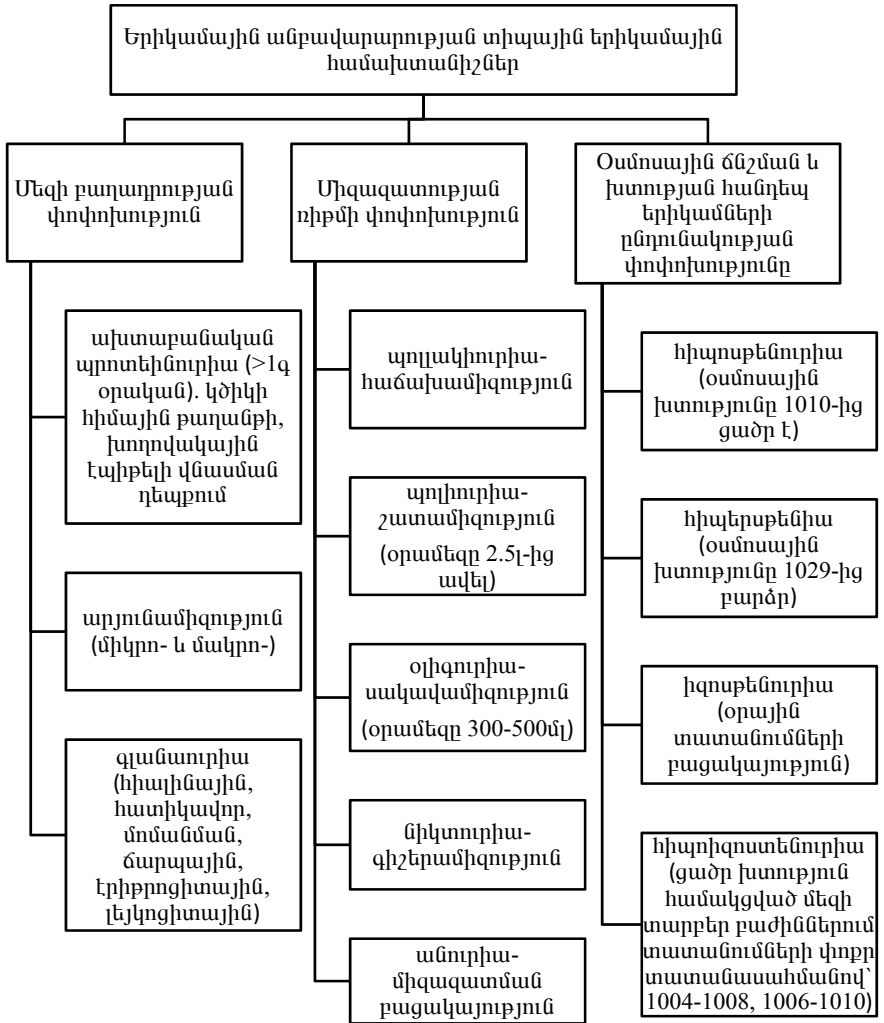 Երիկամային անբավարարության տիպային երիկամային
համախտանիշներ
Մեզի բաղադրության
փոփոխություն
ախտաբանական
պրոտեինուրիա (>1գ
օրական). կծիկի
հիմային թաղանթի,
խողովակային
էպիթելի վնասման
դեպքում
արյունամիզություն
(միկրո- և մակրո-)
գլանաուրիա
(հիալինային,
հատիկավոր,
մոմանման,
ճարպային,
էրիթրոցիտային,
լեյկոցիտային)
Միզազատության
ռիթմի փոփոխություն
պոլլակիուրիա-
հաճախամիզություն
պոլիուրիա-
շատամիզություն
(օրամեզը 2.5լ-ից
ավել)
օլիգուրիա-
սակավամիզություն
(օրամեզը 300-500մլ)
նիկտուրիա-
գիշերամիզություն
անուրիա-
միզազատման
բացակայություն
Օսմոսային ճնշման և
խտության հանդեպ
երիկամների
ընդունակության
փոփոխությունը
հիպոսթենուրիա
(օսմոսային
խտությունը 1010-ից
ցածր է)
հիպերսթենիա
(օսմոսային
խտությունը 1029-ից
բարձր)
իզոսթենուրիա
(օրային
տատանումների
բացակայություն)
հիպոիզոստենուրիա
(ցածր խտություն
համակցված մեզի
տարբեր բաժիններում
տատանումների փոքր
տատանասահմանով՝
1004-1008, 1006-1010)